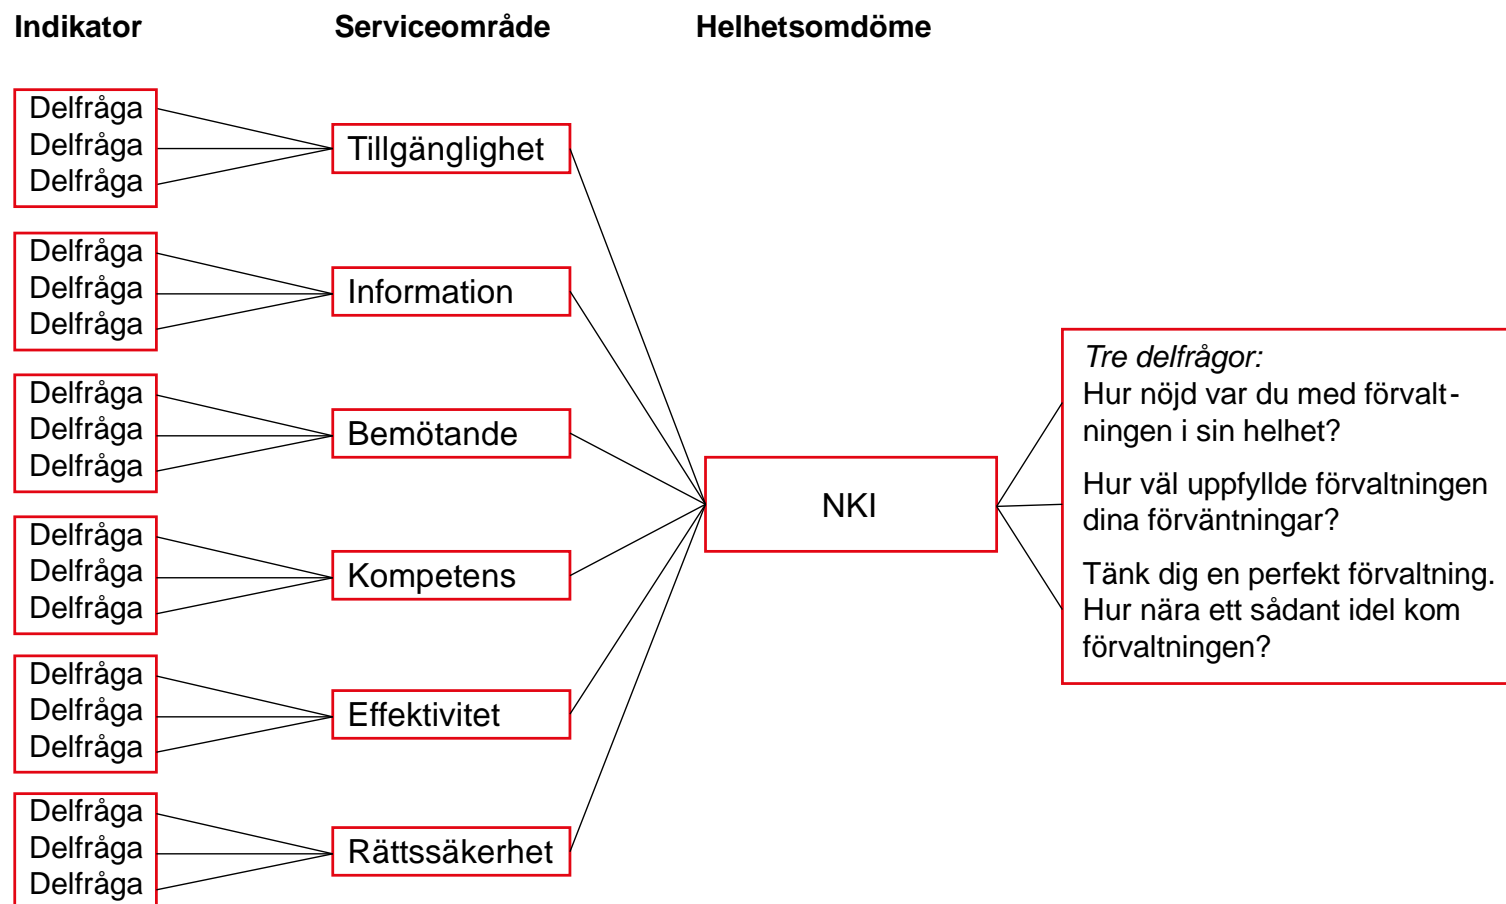 Indikator
Serviceområde
Helhetsomdöme
Delfråga
Delfråga
Delfråga
Tillgänglighet
Delfråga
Delfråga
Delfråga
Information
Delfråga
Delfråga
Delfråga
Bemötande
Delfråga
Delfråga
Delfråga
Kompetens
Delfråga
Delfråga
Delfråga
Effektivitet
Delfråga
Delfråga
Delfråga
Rättssäkerhet
NKI
Tre delfrågor:
Hur nöjd var du med förvalt-
ningen i sin helhet?
Hur väl uppfyllde förvaltningen
dina förväntningar?
Tänk dig en perfekt förvaltning.
Hur nära ett sådant idel kom
förvaltningen?